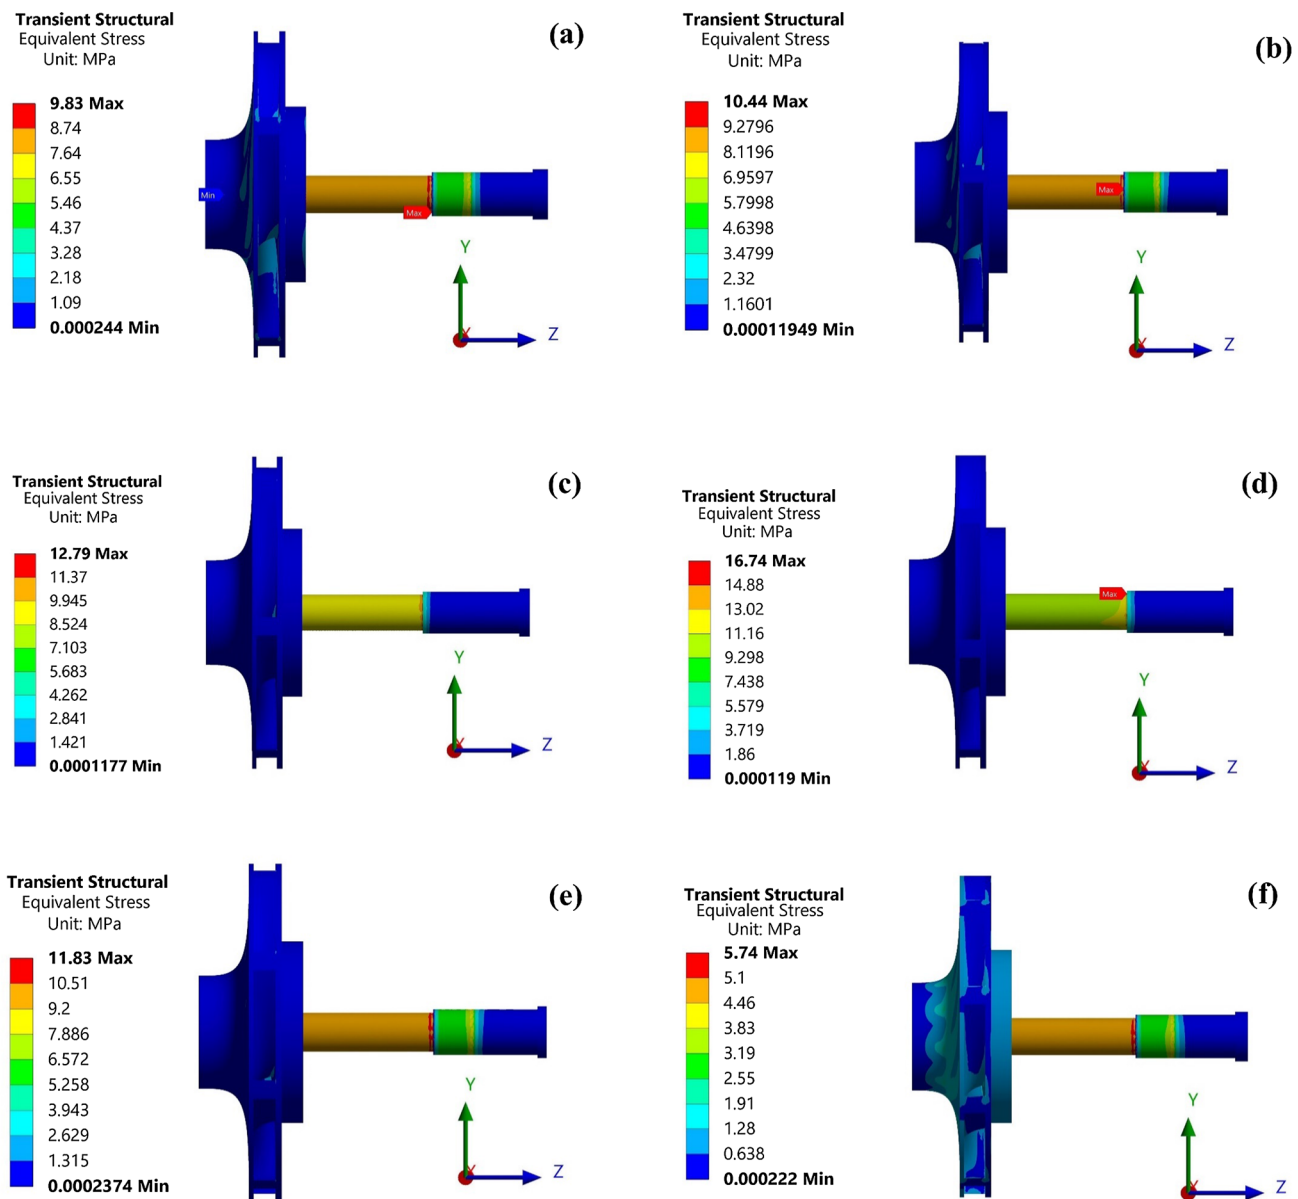 Transient Structural
Equivalent Stress
Unit: MPa
(a)
9.83 Max
8.74
7.64
6.55
5.46
4.37
3.28
2.18
1.09
0.000244 Min
Min
Max
Y
X
Z
Transient Structural
Equivalent Stress
Unit: MPa
(b)
10.44 Max
9.2796
8.1196
6.9597
5.7998
4.6398
3.4799
2.32
1.1601
0.00011949 Min
Max
Y
X
Z
Transient Structural
Equivalent Stress
Unit: MPa
(c)
12.79 Max
11.37
9.945
8.524
7.103
5.683
4.262
2.841
1.421
0.0001177 Min
Y
X
Z
Transient Structural
Equivalent Stress
Unit: MPa
(d)
16.74 Max
14.88
13.02
11.16
9.298
7.438
5.579
3.719
1.86
0.000119 Min
Max
Y
X
Z
Transient Structural
Equivalent Stress
Unit: MPa
(e)
11.83 Max
10.51
9.2
7.886
6.572
5.258
3.943
2.629
1.315
0.0002374 Min
Y
X
Z
Transient Structural
Equivalent Stress
Unit: MPa
(f)
5.74 Max
5.1
4.46
3.83
3.19
2.55
1.91
1.28
0.638
0.000222 Min
Y
X
Z